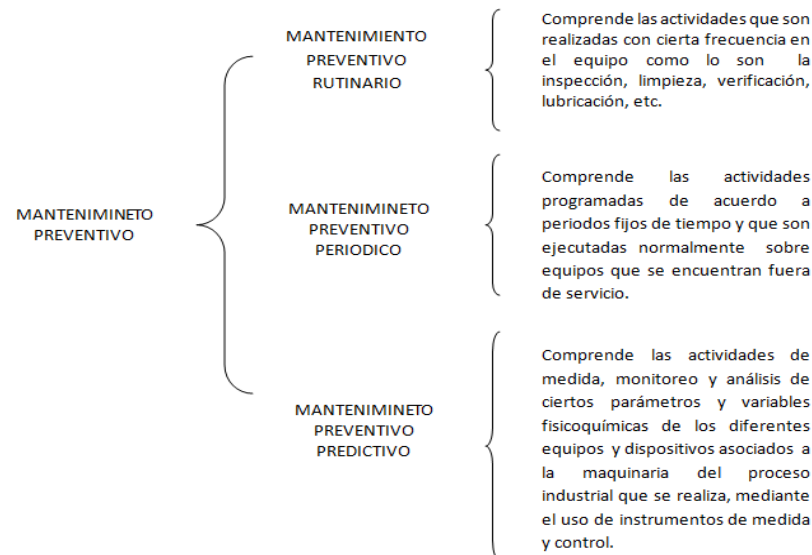 MANTENIMINETO
PREVENTIVO
MANTENIMIENTO
PREVENTIVO
RUTINARIO
Comprende las actividades que son
realizadas con cierta frecuencia en
el equipo como lo son la
inspección, limpieza, verificación,
lubricación, etc.
MANTENIMINETO
PREVENTIVO
PERIODICO
Comprende las actividades
programadas de acuerdo a
periodos fijos de tiempo y que son
ejecutadas normalmente sobre
equipos que se encuentran fuera
de servicio.
MANTENIMINETO
PREVENTIVO
PREDICTIVO
Comprende las actividades de
medida, monitoreo y análisis de
ciertos parámetros y variables
fisicoquímicas de los diferentes
equipos y dispositivos asociados a
la maquinaria del proceso
industrial que se realiza, mediante
el uso de instrumentos de medida
y control.